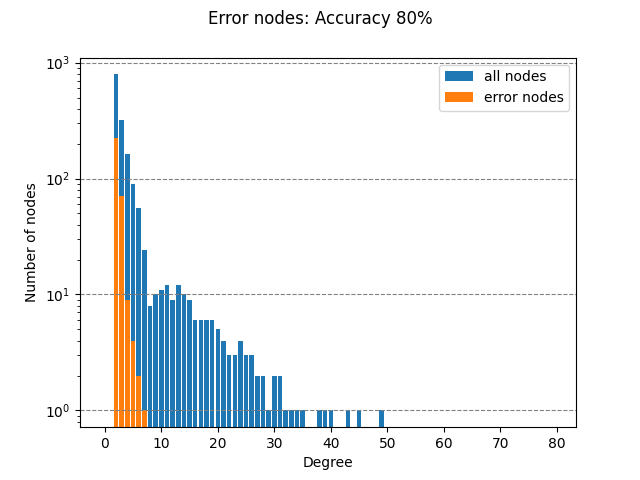 Error nodes: Accuracy 80%
all nodes
error nodes
10³
10²
10¹
10⁰
Number of nodes
0 10 20 30 40 50 60 70 80
Degree